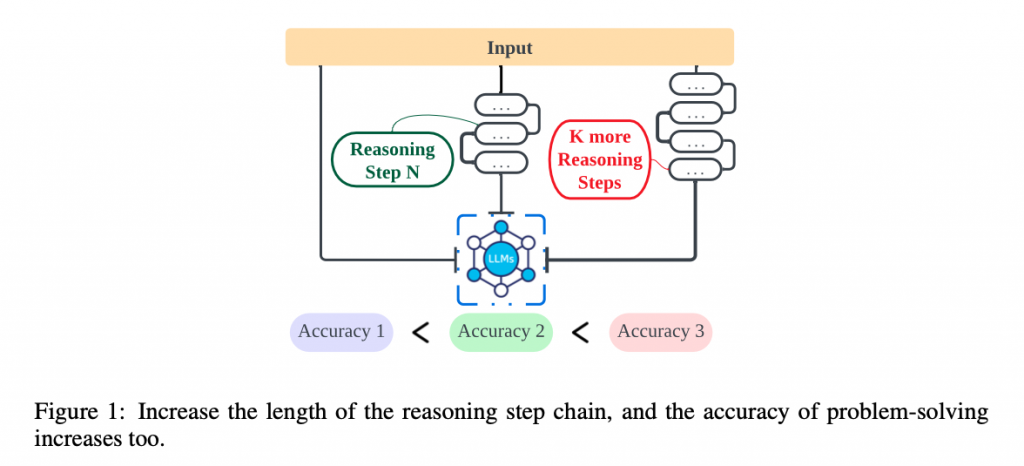 Input
...
...
...
...
...
...
...
Reasoning
Step N
K more
Reasoning
Steps
LLMs
Accuracy 1 < Accuracy 2 < Accuracy 3
Figure 1: Increase the length of the reasoning step chain, and the accuracy of problem-solving
increases too.